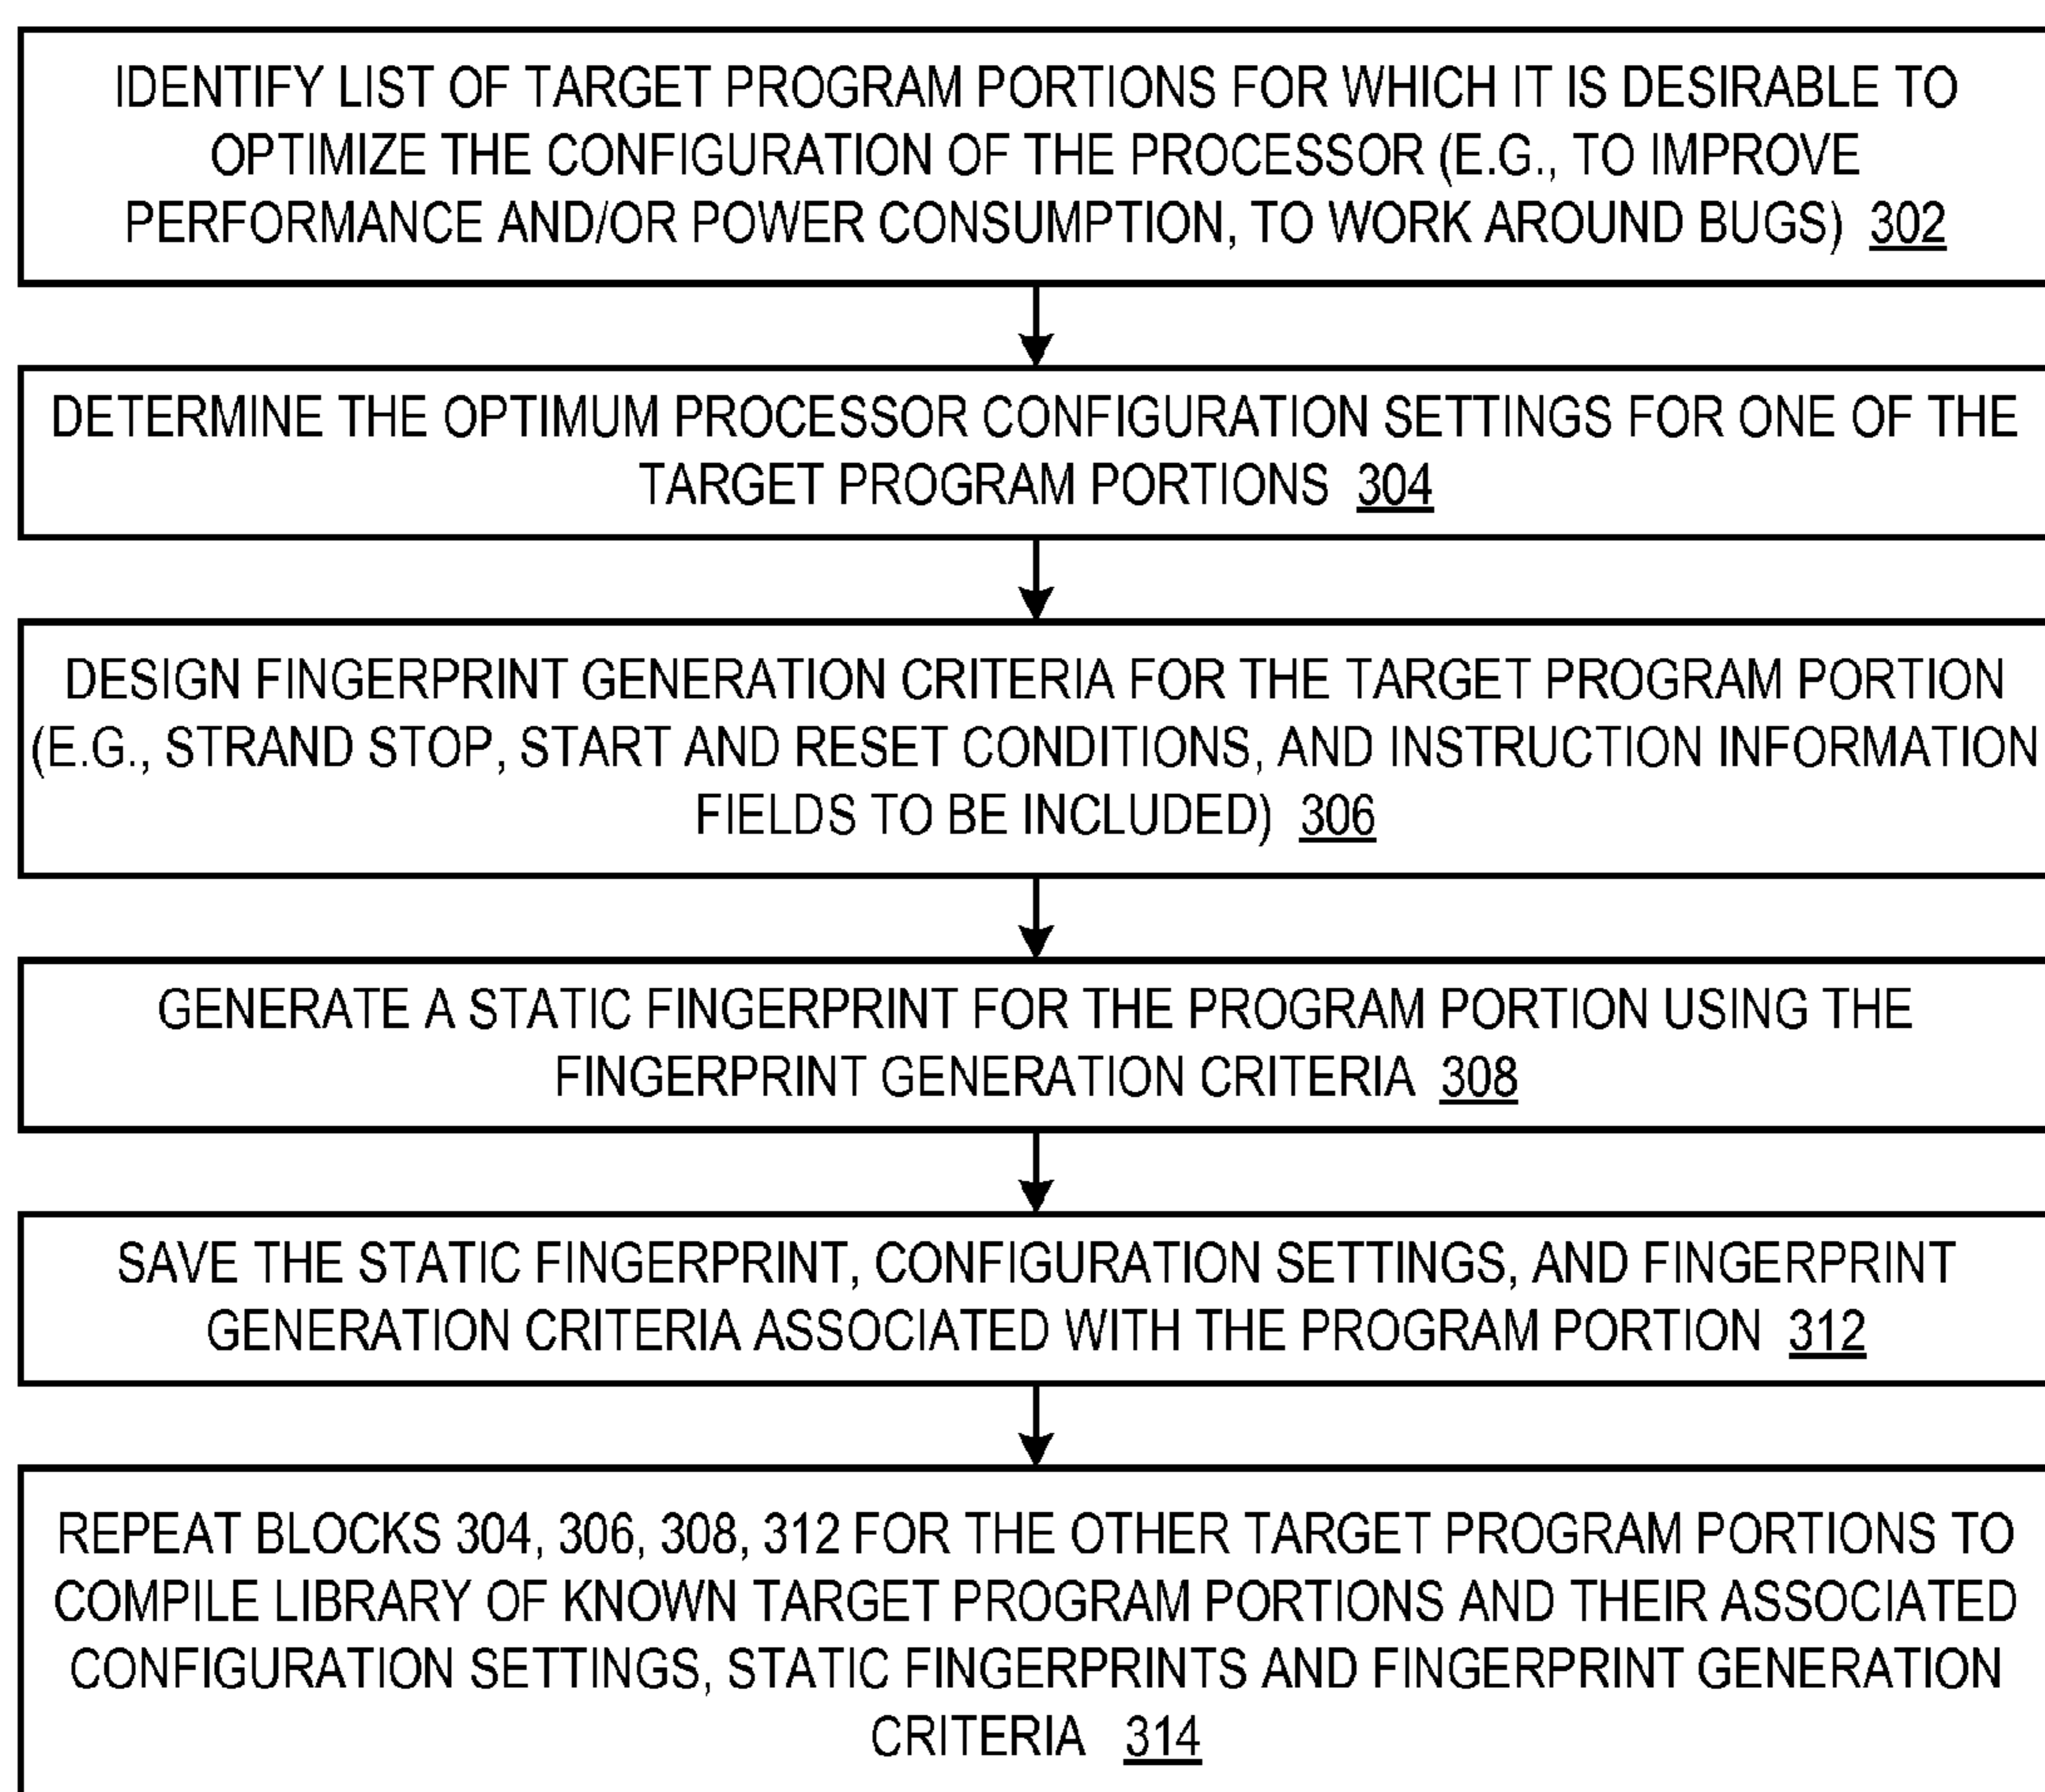 IDENTIFY LIST OF TARGET PROGRAM PORTIONS FOR WHICH IT IS DESIRABLE TO
OPTIMIZE THE CONFIGURATION OF THE PROCESSOR (E.G., TO IMPROVE
PERFORMANCE AND/OR POWER CONSUMPTION, TO WORK AROUND BUGS) 302
DETERMINE THE OPTIMUM PROCESSOR CONFIGURATION SETTINGS FOR ONE OF THE
TARGET PROGRAM PORTIONS 304
DESIGN FINGERPRINT GENERATION CRITERIA FOR THE TARGET PROGRAM PORTION
(E.G., STRAND STOP, START AND RESET CONDITIONS, AND INSTRUCTION INFORMATION
FIELDS TO BE INCLUDED) 306
GENERATE A STATIC FINGERPRINT FOR THE PROGRAM PORTION USING THE
FINGERPRINT GENERATION CRITERIA 308
SAVE THE STATIC FINGERPRINT, CONFIGURATION SETTINGS, AND FINGERPRINT
GENERATION CRITERIA ASSOCIATED WITH THE PROGRAM PORTION 312
REPEAT BLOCKS 304, 306, 308, 312 FOR THE OTHER TARGET PROGRAM PORTIONS TO
COMPILE LIBRARY OF KNOWN TARGET PROGRAM PORTIONS AND THEIR ASSOCIATED
CONFIGURATION SETTINGS, STATIC FINGERPRINTS AND FINGERPRINT GENERATION
CRITERIA 314